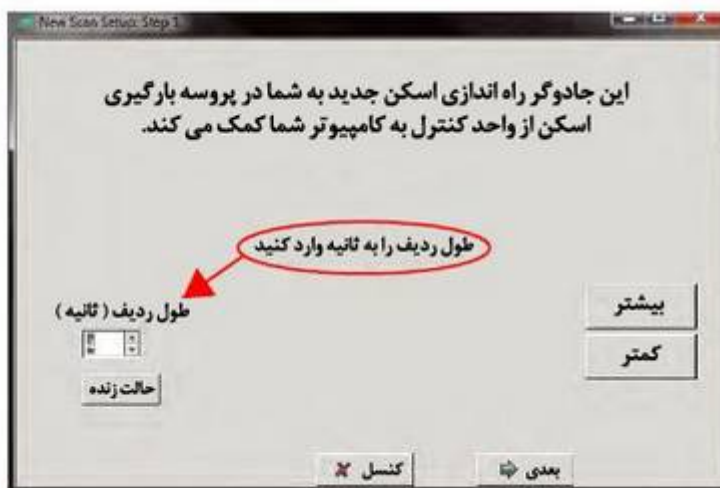 New Scan Setup: Step 1
این جادوگر راه اندازی اسکن جدید به شما در پروسه بارگیری
اسکن از واحد کنترل به کامپیوتر شما کمک می کند.
طول ردیف را به ثانیه وارد کنید
طول ردیف ( ثانیه )
بیشتر
کمتر
حالت زنده
بعدی
کنسل